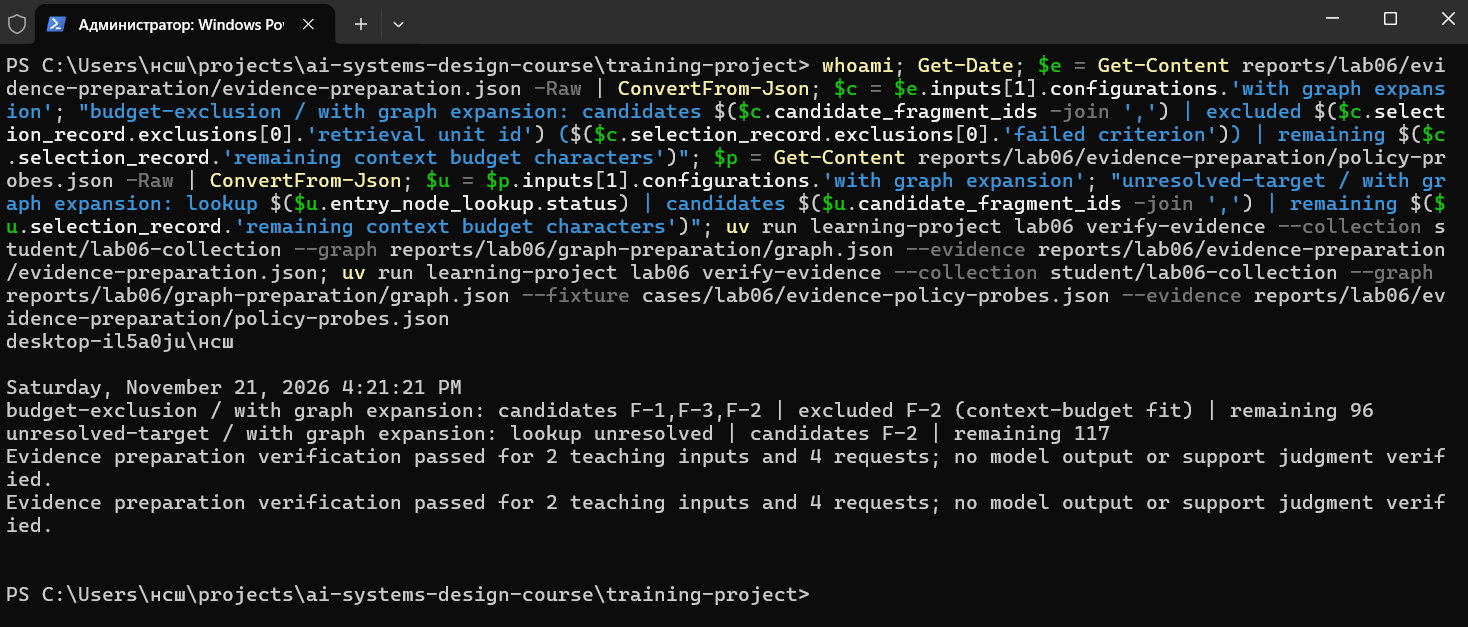 Администратор: Windows Po
PS C:\Users\нсш\projects\ai-systems-design-course\training-project> whoami; Get-Date; $e = Get-Content reports/lab06/evi
dence-preparation/evidence-preparation.json -Raw | ConvertFrom-Json; $c = $e.inputs[1].configurations.'with graph expans
ion'; "budget-exclusion / with graph expansion: candidates $($c.candidate_fragment_ids -join ',') | excluded $($c.select
ion_record.exclusions[0].'retrieval unit id') ($($c.selection_record.exclusions[0].'failed criterion')) | remaining $($c
.selection_record.'remaining context budget characters')"; $p = Get-Content reports/lab06/evidence-preparation/policy-pr
obes.json -Raw | ConvertFrom-Json; $u = $p.inputs[1].configurations.'with graph expansion'; "unresolved-target / with gr
aph expansion: lookup $($u.entry_node_lookup.status) | candidates $($u.candidate_fragment_ids -join ',') | remaining $($
u.selection_record.'remaining context budget characters')"; uv run learning-project lab06 verify-evidence --collection s
tudent/lab06-collection --graph reports/lab06/graph-preparation/graph.json --evidence reports/lab06/evidence-preparation
/evidence-preparation.json; uv run learning-project lab06 verify-evidence --collection student/lab06-collection --graph
reports/lab06/graph-preparation/graph.json --fixture cases/lab06/evidence-policy-probes.json --evidence reports/lab06/ev
idence-preparation/policy-probes.json
desktop-il5a0ju\нсш
Saturday, November 21, 2026 4:21:21 PM
budget-exclusion / with graph expansion: candidates F-1,F-3,F-2 | excluded F-2 (context-budget fit) | remaining 96
unresolved-target / with graph expansion: lookup unresolved | candidates F-2 | remaining 117
Evidence preparation verification passed for 2 teaching inputs and 4 requests; no model output or support judgment verif
ied.
Evidence preparation verification passed for 2 teaching inputs and 4 requests; no model output or support judgment verif
ied.
PS C:\Users\нсш\projects\ai-systems-design-course\training-project>